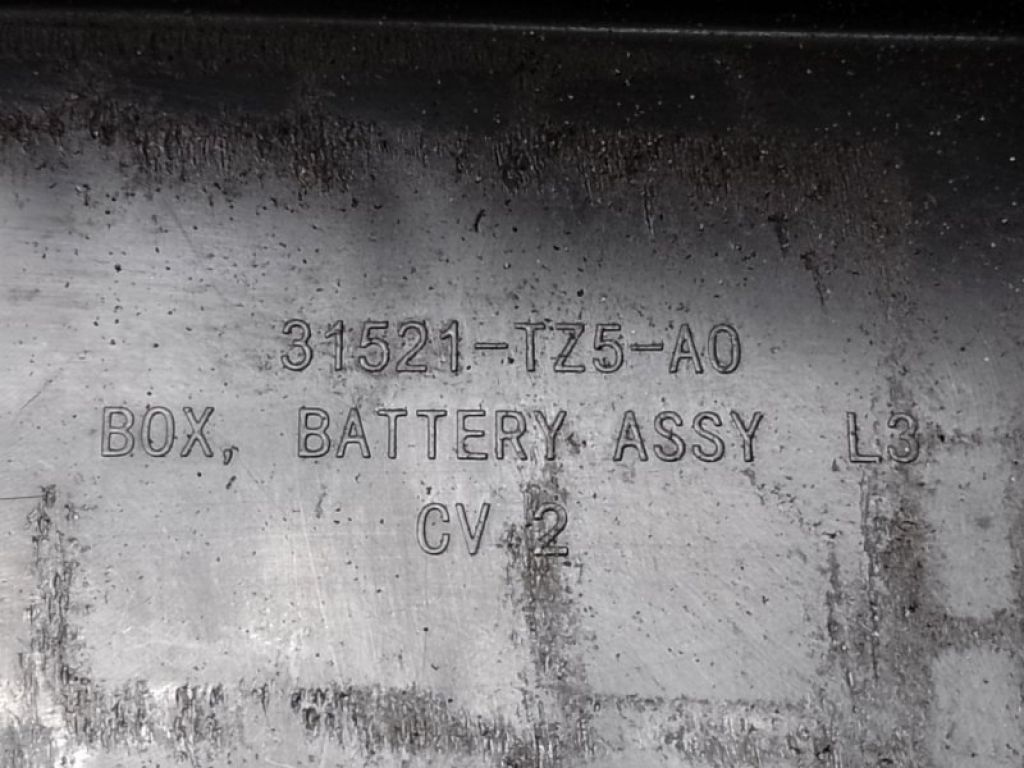 31521-TZ5-A0
BOX, BATTERY ASSY L3
CV 2